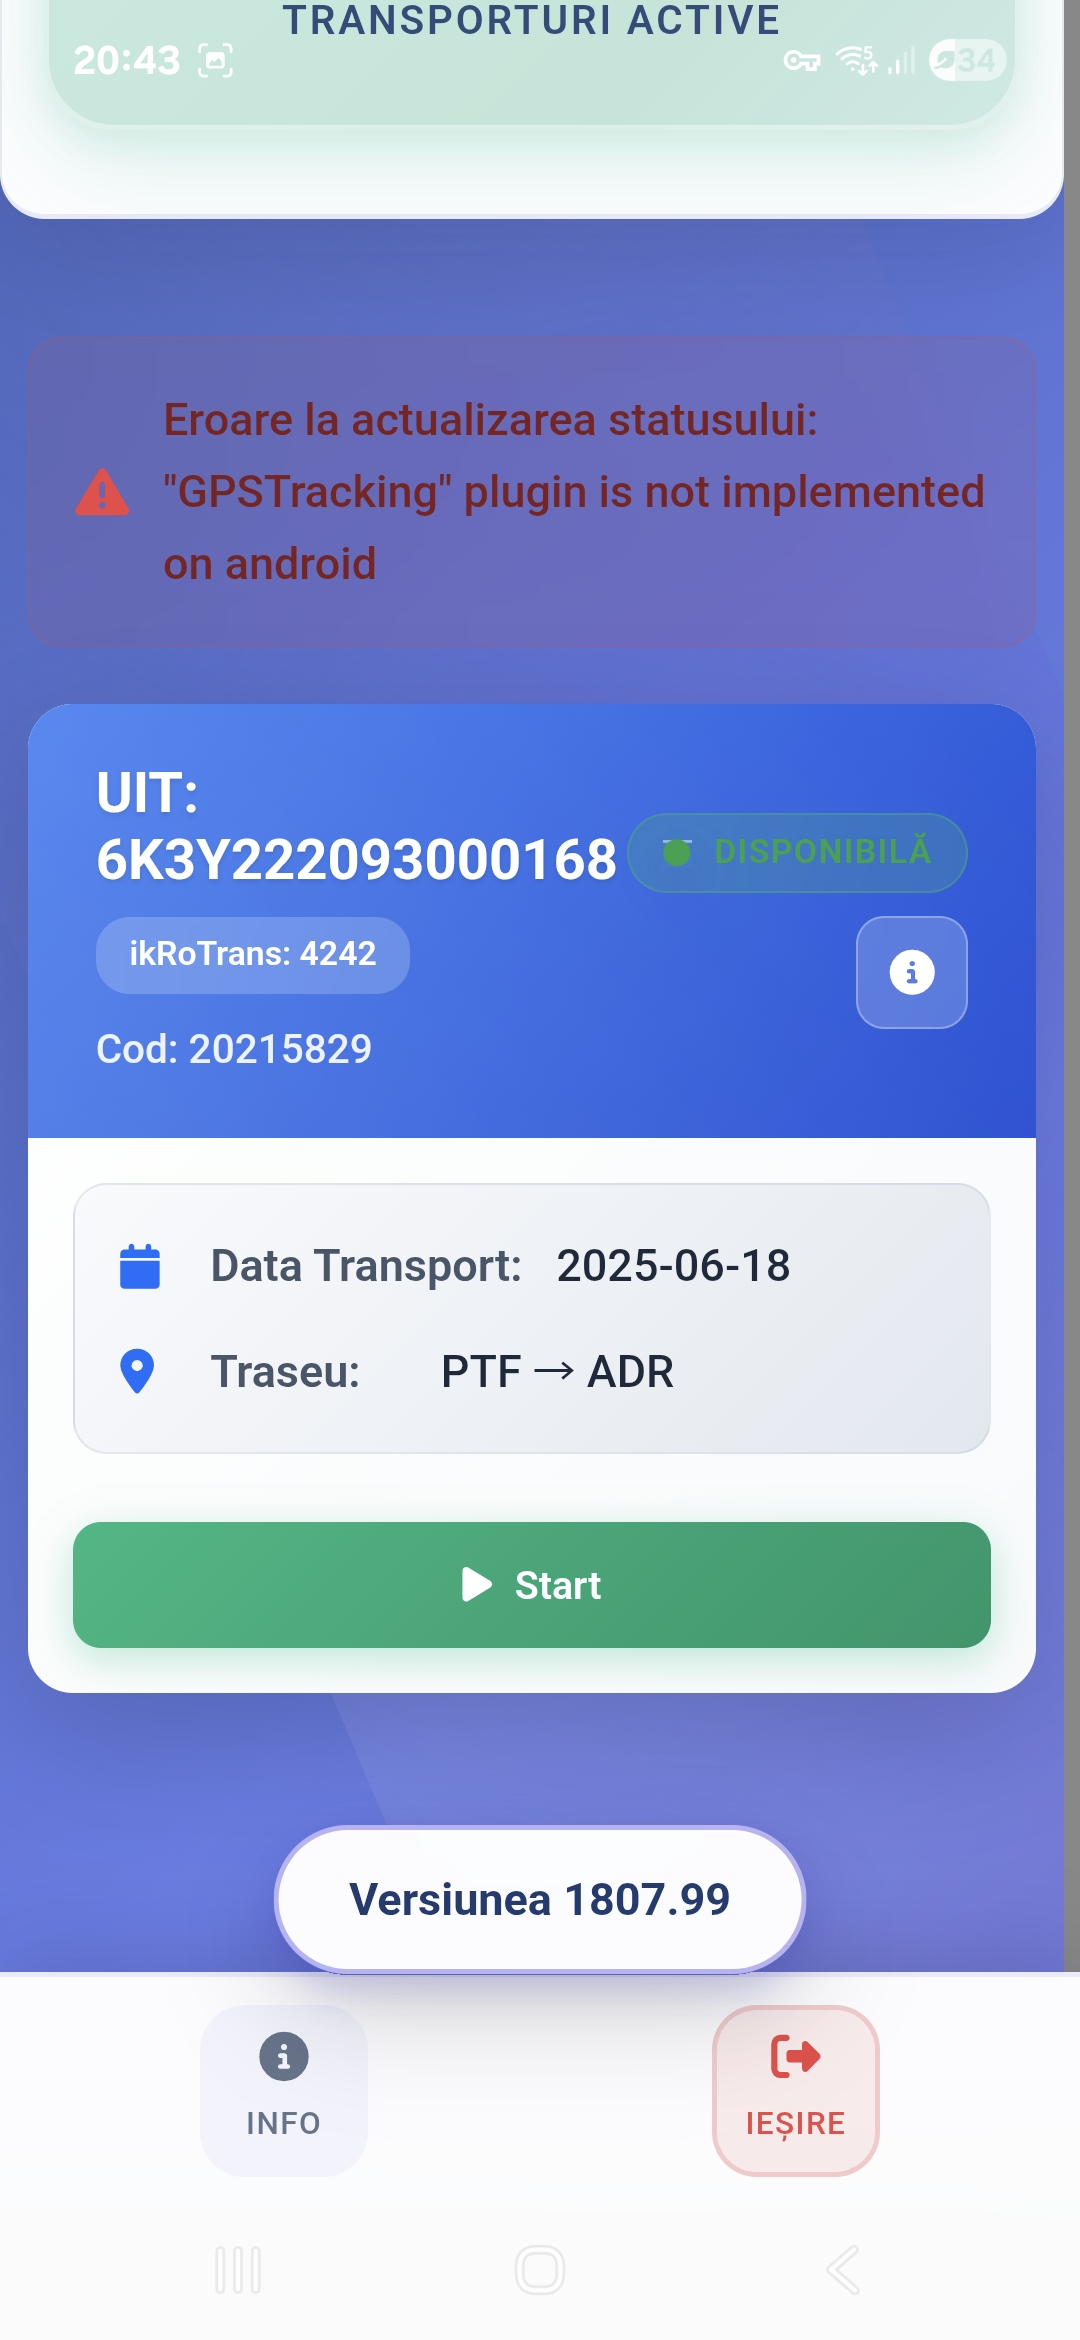 TRANSPORTURI ACTIVE
20:43
5
34
Eroare la actualizarea statusului:
"GPSTracking" plugin is not implemented
on android
UIT:
6K3Y222093000168
DISPONIBILĂ
ikRoTrans: 4242
Cod: 20215829
Data Transport: 2025-06-18
Traseu: PTF → ADR
Start
Versiunea 1807.99
INFO
IEȘIRE